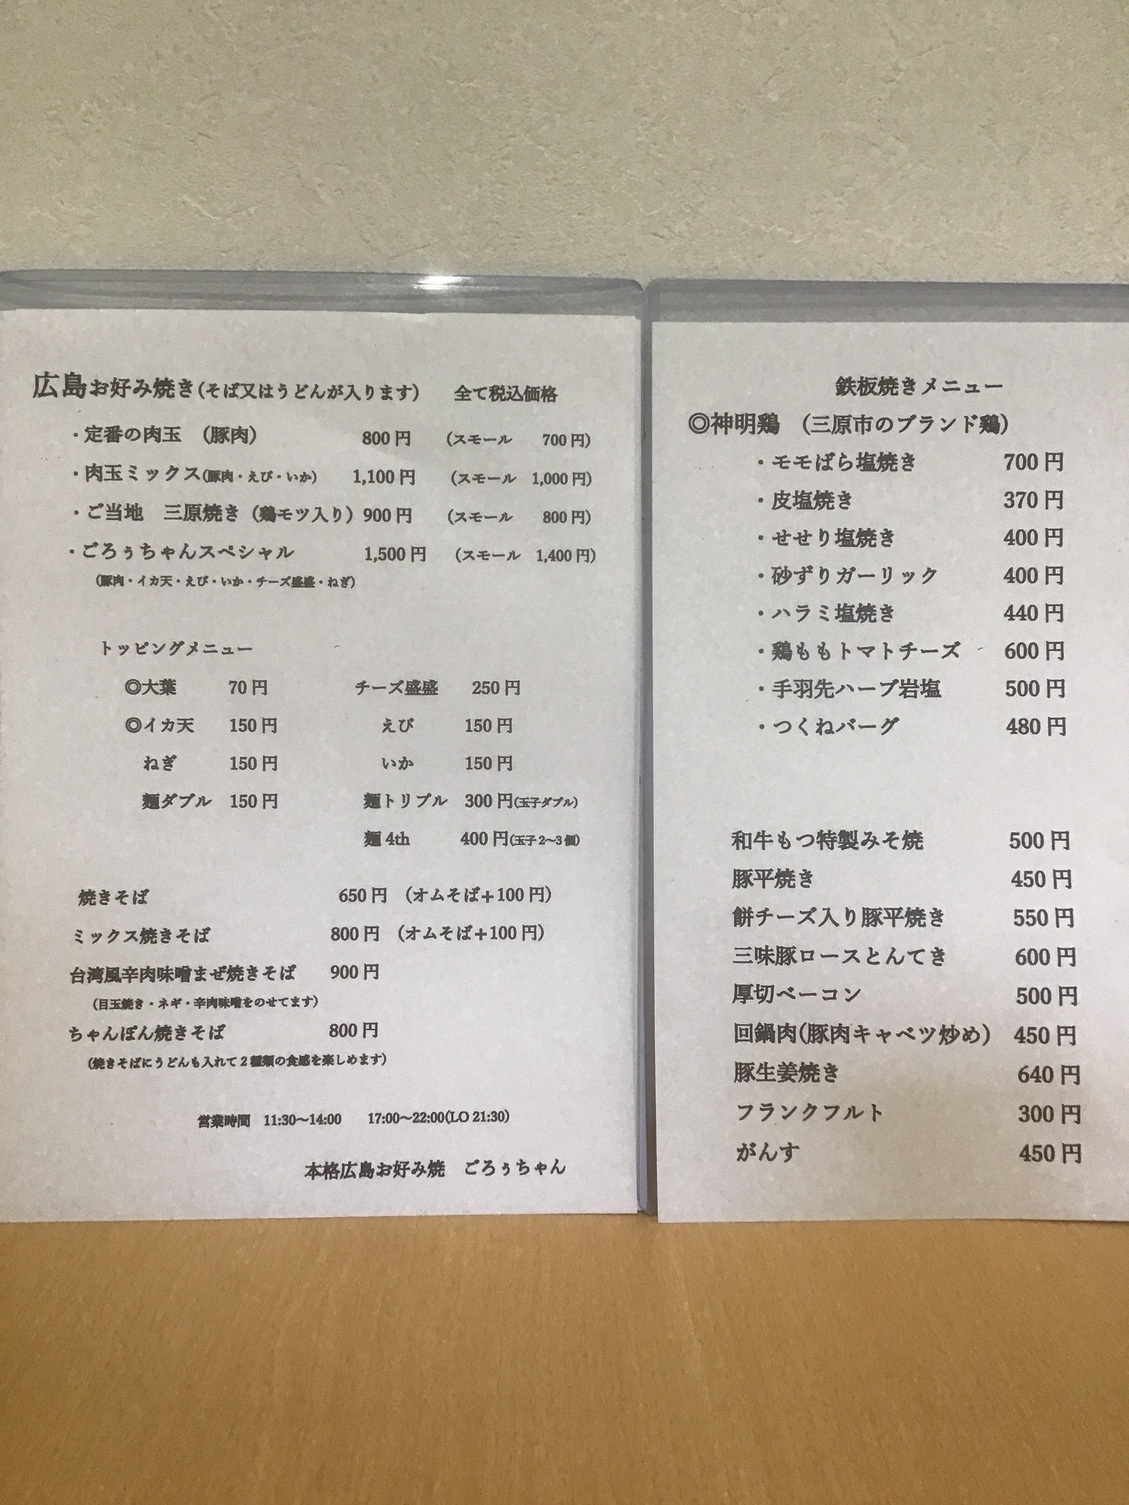 広島お好み焼き(そば又はうどんが入ります) 全て税込価格
・定番の肉玉 (豚肉) 800円 (スモール 700円)
・肉玉ミックス(豚肉・えび・いか) 1,100円 (スモール 1,000円)
・ご当地 三原焼き (鶏モツ入り) 900円 (スモール 800円)
・ごろぅちゃんスペシャル 1,500円 (スモール 1,400円)
(豚肉・イカ天・えび・いか・チーズ盛盛・ねぎ)
トッピングメニュー
◎大葉 70円 チーズ盛盛 250円
◎イカ天 150円 えび 150円
ねぎ 150円 いか 150円
麺ダブル 150円 麺トリプル 300円(玉子ダブル)
麺4th 400円(玉子2〜3個)
焼きそば 650円 (オムそば+100円)
ミックス焼きそば 800円 (オムそば+100円)
台湾風辛肉味噌まぜ焼きそば 900円
(目玉焼き・ネギ・辛肉味噌をのせてます)
ちゃんぽん焼きそば 800円
(焼きそばにうどんも入れて2種類の食感を楽しめます)
営業時間 11:30〜14:00 17:00〜22:00(LO 21:30)
本格広島お好み焼 ごろぅちゃん
鉄板焼きメニュー
◎神明鶏 (三原市のブランド鶏)
・モモばら塩焼き 700円
・皮塩焼き 370円
・せせり塩焼き 400円
・砂ずりガーリック 400円
・ハラミ塩焼き 440円
・鶏ももトマトチーズ 600円
・手羽先ハーブ岩塩 500円
・つくねバーグ 480円
和牛もつ特製みそ焼 500円
豚平焼き 450円
餅チーズ入り豚平焼き 550円
三味豚ロースとんてき 600円
厚切ベーコン 500円
回鍋肉(豚肉キャベツ炒め) 450円
豚生姜焼き 640円
フランクフルト 300円
がんす 450円